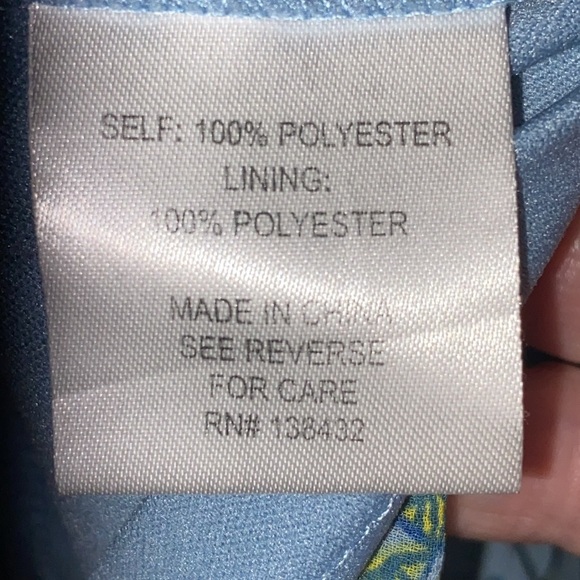 SELF: 100% POLYESTER
LINING:
100% POLYESTER
MADE IN CHINA
SEE REVERSE
FOR CARE
RN# 138432